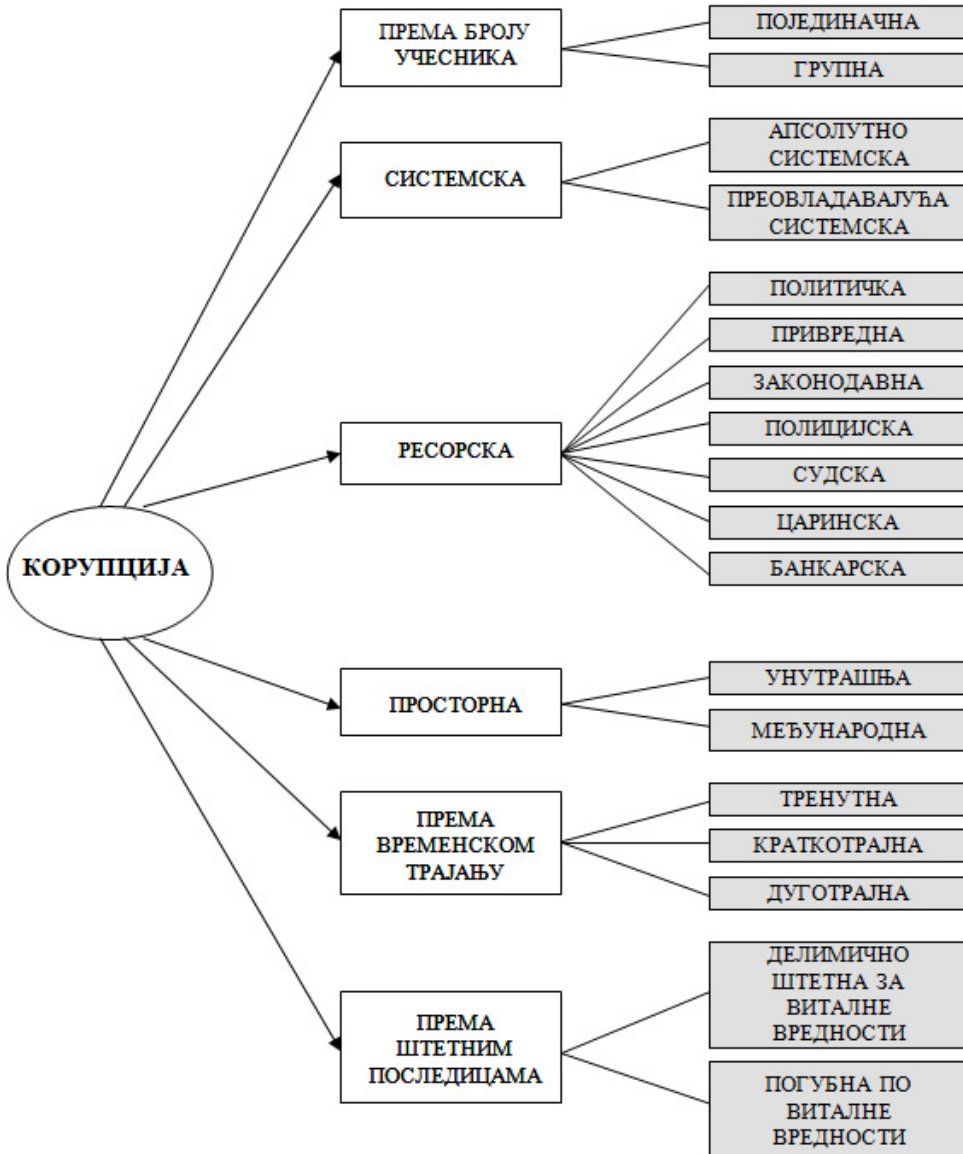 КОРУПЦИЈА
ПРЕМА БРОЈУ
УЧЕСНИКА
ПОЈЕДИНАЧНА
ГРУПНА
СИСТЕМСКА
АПСОЛУТНО
СИСТЕМСКА
ПРЕОВЛАДАВАЈУЋА
СИСТЕМСКА
РЕСОРСКА
ПОЛИТИЧКА
ПРИВРЕДНА
ЗАКОНОДАВНА
ПОЛИЦИЈСКА
СУДСКА
ЦАРИНСКА
БАНКАРСКА
ПРОСТОРНА
УНУТРАШЊА
МЕЂУНАРОДНА
ПРЕМА
ВРЕМЕНСКОМ
ТРАЈАЊУ
ТРЕНУТНА
КРАТКОТРАЈНА
ДУГОТРАЈНА
ПРЕМА
ШТЕТНИМ
ПОСЛЕДИЦАМА
ДЕЛИМИЧНО
ШТЕТНА ЗА
ВИТАЛНЕ
ВРЕДНОСТИ
ПОГУБНА ПО
ВИТАЛНЕ
ВРЕДНОСТИ